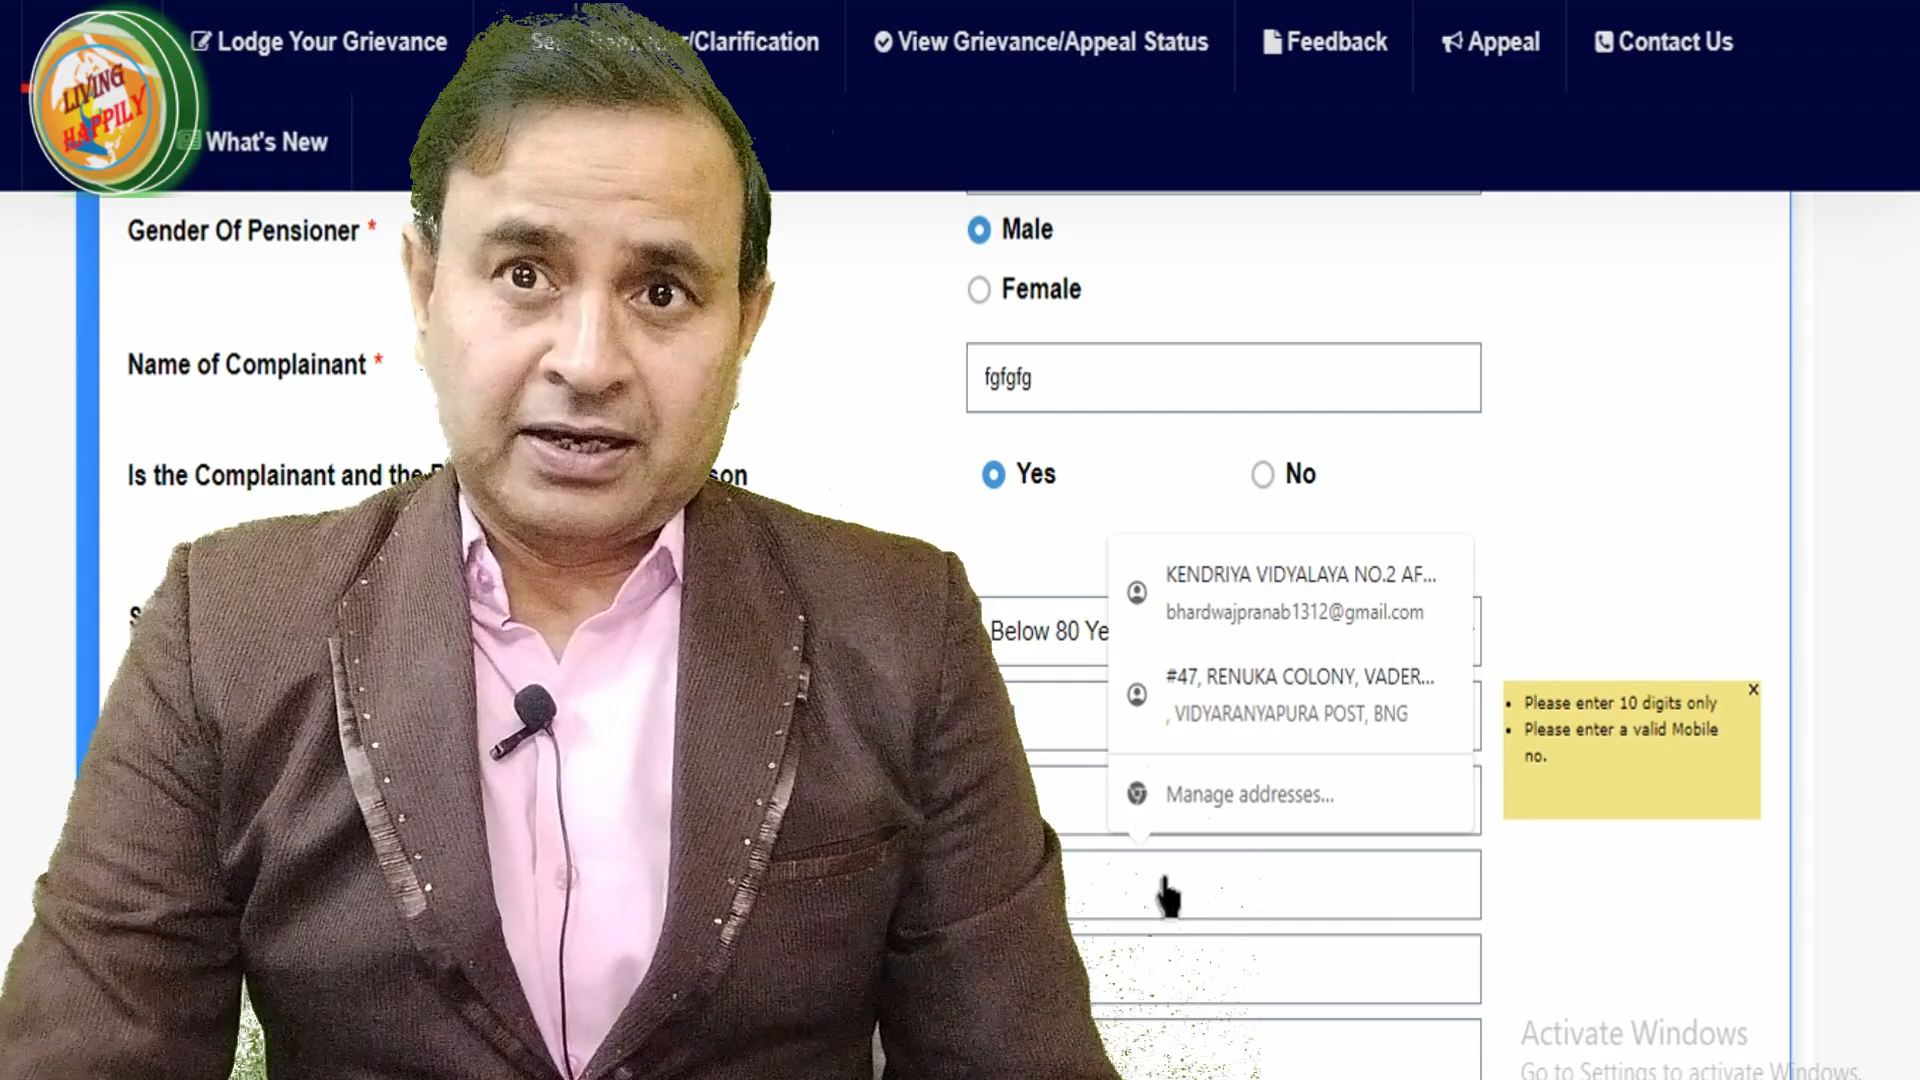 Lodge Your Grievance
/Clarification
View Grievance/Appeal Status
Feedback
Appeal
Contact Us
LIVING
HAPPILY
What's New
Gender Of Pensioner *
Male
Female
Name of Complainant *
fgfgfg
Is the Complainant and the
Yes
No
KENDRIYA VIDYALAYA NO.2 AF...
bhardwajpranab1312@gmail.com
Below 80 Ye
#47, RENUKA COLONY, VADER...
, VIDYARANYAPURA POST, BNG
Manage addresses...
x
• Please enter 10 digits only
• Please enter a valid Mobile
no.
Activate Windows
Go to Settings to activate Windows.